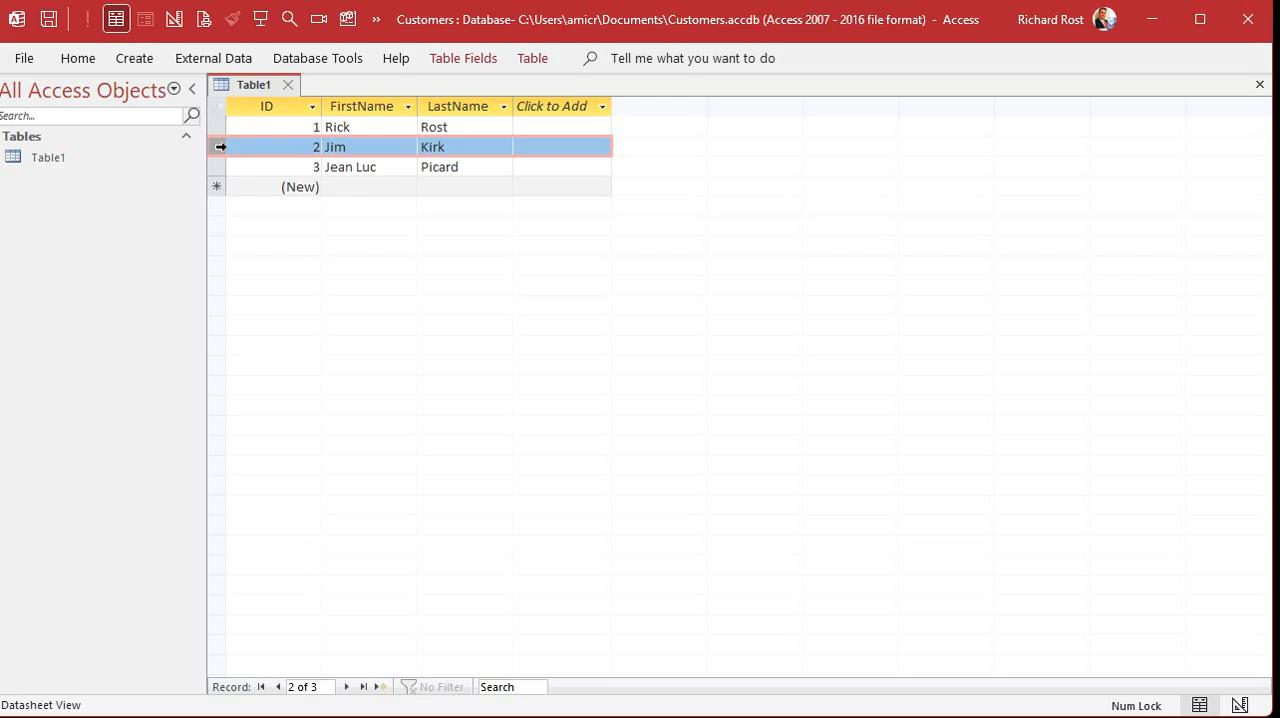 Customers : Database- C:\Users\amicr\Documents\Customers.accdb (Access 2007 - 2016 file format) - Access
Richard Rost
File Home Create External Data Database Tools Help Table Fields Table Tell me what you want to do
All Access Objects
Search...
Tables
Table1
Table1
ID FirstName LastName Click to Add
1 Rick Rost
2 Jim Kirk
3 Jean Luc Picard
(New)
Record: 2 of 3 No Filter Search
Datasheet View Num Lock